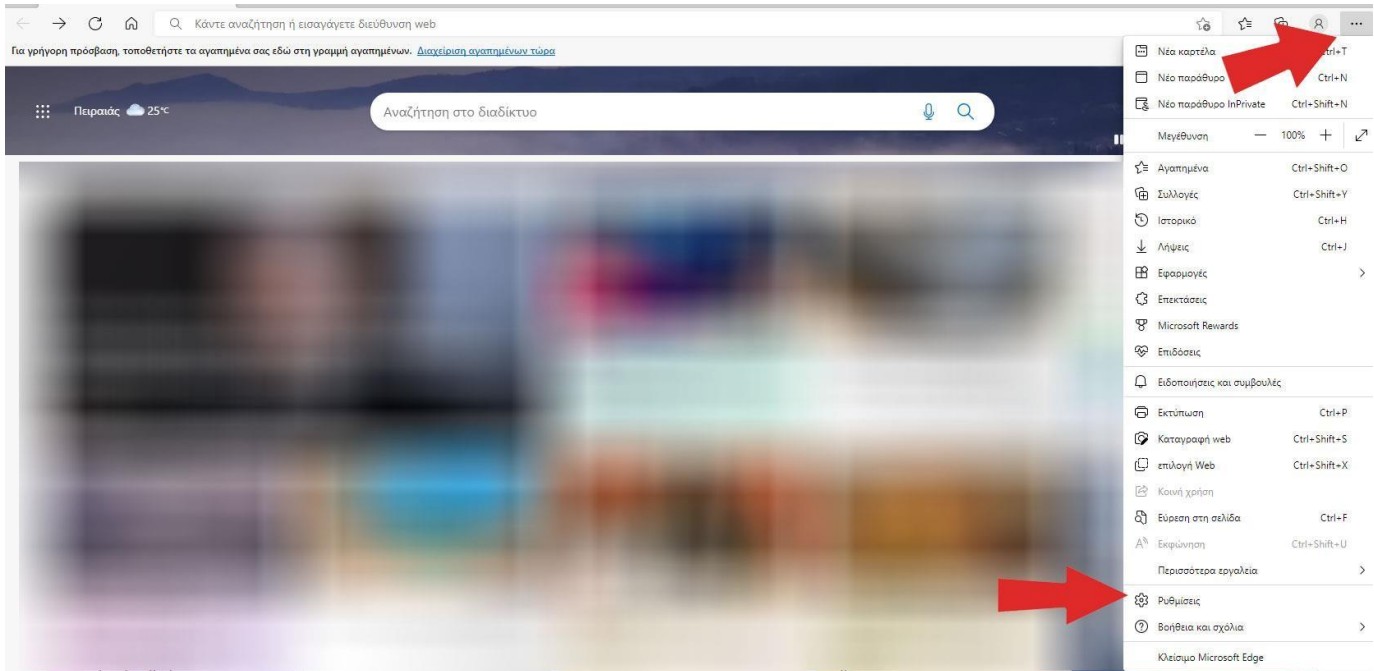 Κάντε αναζήτηση ή εισαγάγετε διεύθυνση web
Για γρήγορη πρόσβαση, τοποθετήστε τα αγαπημένα σας εδώ στη γραμμή αγαπημένων. Διαχείριση αγαπημένων τώρα
Πειραιάς 25°C
Αναζήτηση στο διαδίκτυο
Νέα καρτέλα Ctrl+T
Νέο παράθυρο Ctrl+N
Νέο παράθυρο InPrivate Ctrl+Shift+N
Μεγέθυνση — 100% +
Αγαπημένα Ctrl+Shift+O
Συλλογές Ctrl+Shift+Y
Ιστορικό Ctrl+H
Λήψεις Ctrl+J
Εφαρμογές
Επεκτάσεις
Microsoft Rewards
Επιδόσεις
Ειδοποιήσεις και συμβουλές
Εκτύπωση Ctrl+P
Καταγραφή web Ctrl+Shift+S
επιλογή Web Ctrl+Shift+X
Κοινή χρήση
Εύρεση στη σελίδα Ctrl+F
Εκφώνηση Ctrl+Shift+U
Περισσότερα εργαλεία
Ρυθμίσεις
Βοήθεια και σχόλια
Κλείσιμο Microsoft Edge